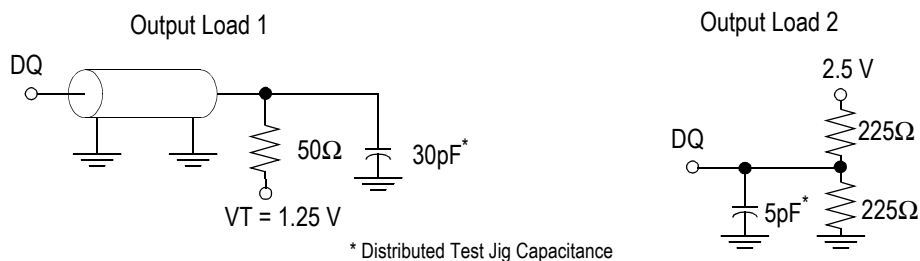 Output Load 1
DQ
50Ω
30pF*
VT = 1.25 V
* Distributed Test Jig Capacitance
Output Load 2
2.5 V
225Ω
DQ
5pF*
225Ω